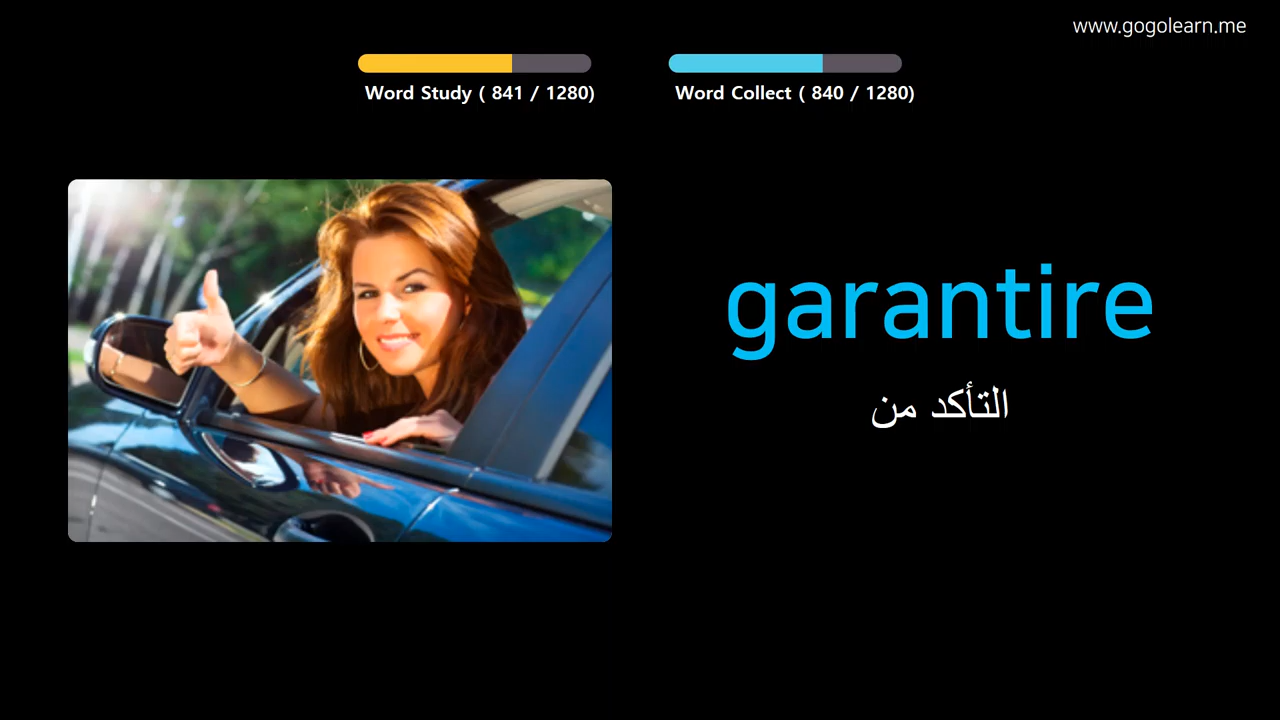 www.gogolearn.me
Word Study ( 841 / 1280)
Word Collect ( 840 / 1280)
garantire
التأكد من